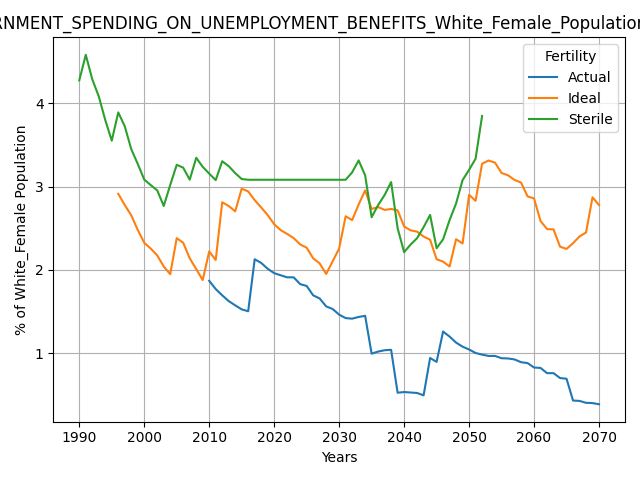 RNMENT_SPENDING_ON_UNEMPLOYMENT_BENEFITS_White_Female_Population
Fertility
Actual
Ideal
Sterile
% of White_Female Population
4
3
2
1
1990 2000 2010 2020 2030 2040 2050 2060 2070
Years